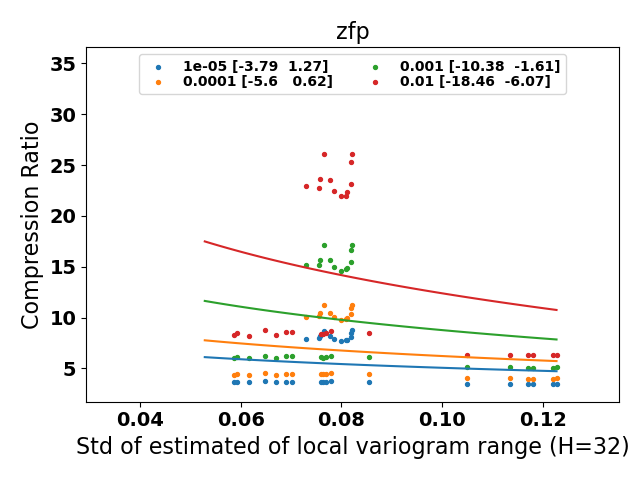 zfp
1e-05 [-3.79 1.27]
0.0001 [-5.6 0.62]
0.001 [-10.38 -1.61]
0.01 [-18.46 -6.07]
Compression Ratio
35
30
25
20
15
10
5
0.04 0.06 0.08 0.10 0.12
Std of estimated of local variogram range (H=32)